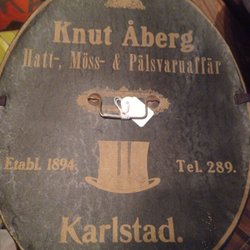 Knut Åberg
Hatt-, Möss- & Pälsvaruaffär
Etabl. 1894.
Tel. 289.
Karlstad.